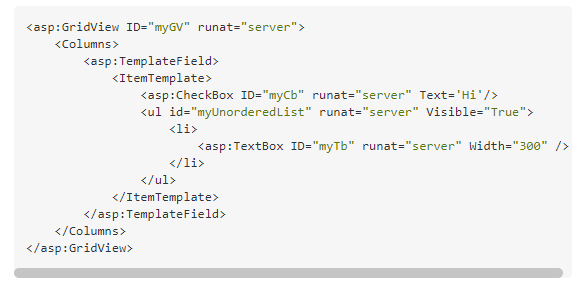 <asp:GridView ID="myGV" runat="server">
    <Columns>
        <asp:TemplateField>
            <ItemTemplate>
                <asp:CheckBox ID="myCb" runat="server" Text='Hi'/>
                <ul id="myUnorderedList" runat="server" Visible="True">
                    <li>
                        <asp:TextBox ID="myTb" runat="server" Width="300" />
                    </li>
                </ul>
            </ItemTemplate>
        </asp:TemplateField>
    </Columns>
</asp:GridView>